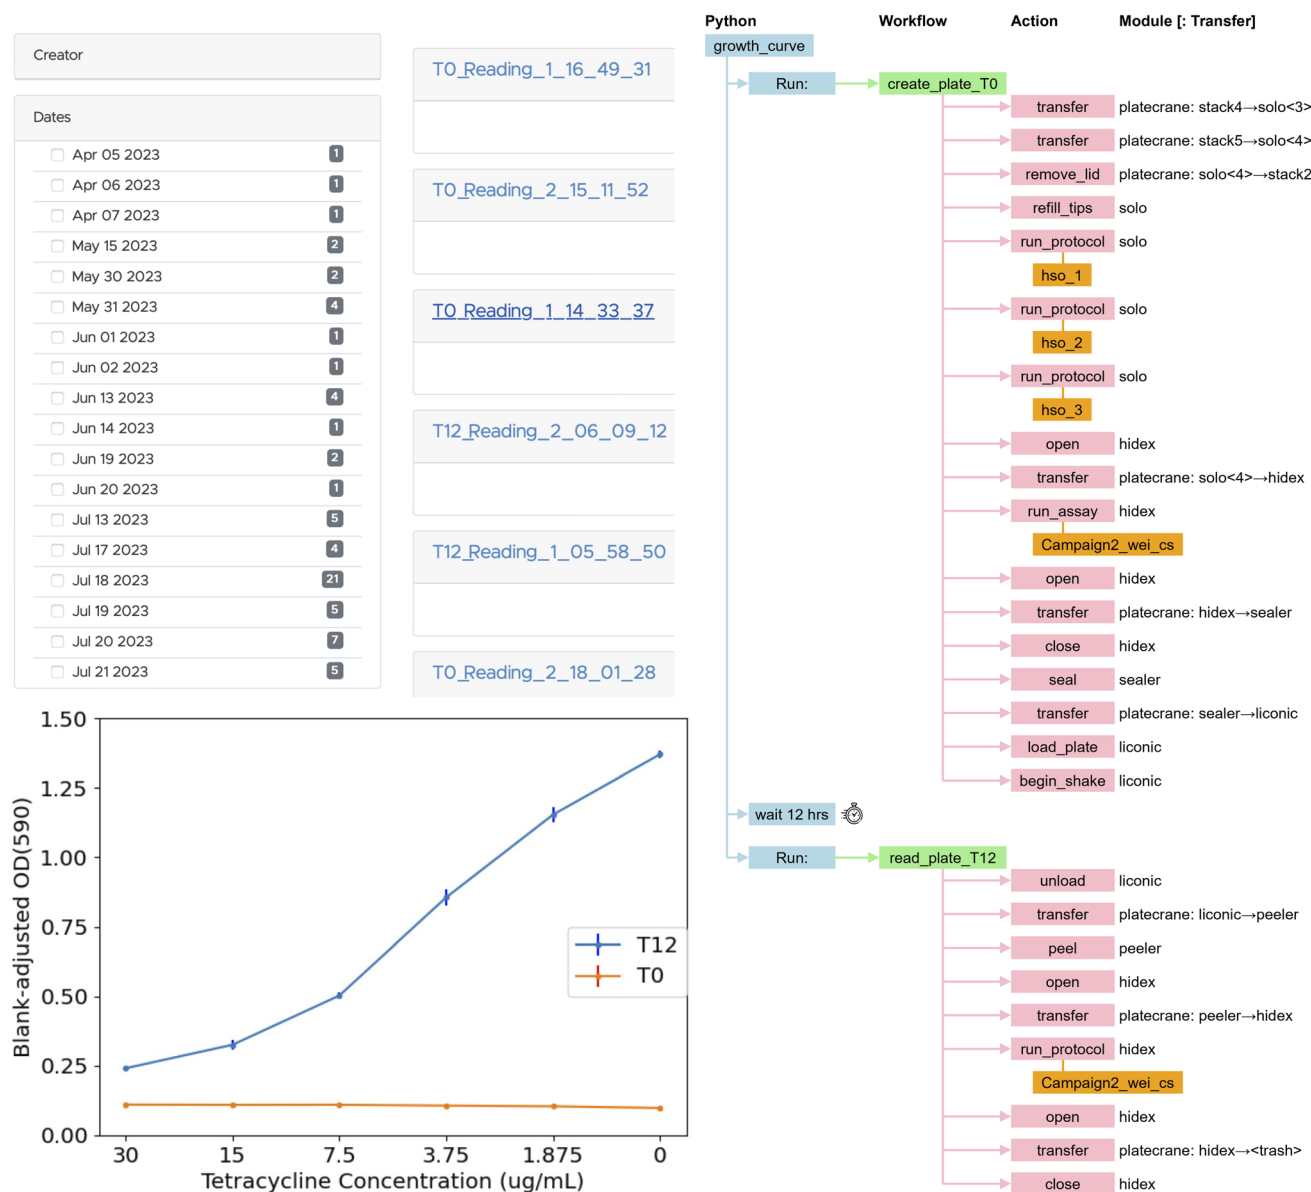 Creator
Dates
Apr 05 2023 1
Apr 06 2023 1
Apr 07 2023 1
May 15 2023 2
May 30 2023 2
May 31 2023 4
Jun 01 2023 1
Jun 02 2023 1
Jun 13 2023 4
Jun 14 2023 1
Jun 19 2023 2
Jun 20 2023 1
Jul 13 2023 5
Jul 17 2023 4
Jul 18 2023 21
Jul 19 2023 5
Jul 20 2023 7
Jul 21 2023 5
T0_Reading_1_16_49_31
T0_Reading_2_15_11_52
T0_Reading_1_14_33_37
T12_Reading_2_06_09_12
T12_Reading_1_05_58_50
T0_Reading_2_18_01_28
Blank-adjusted OD(590)
1.50
1.25
1.00
0.75
0.50
0.25
0.00
T12
T0
30 15 7.5 3.75 1.875 0
Tetracycline Concentration (ug/mL)
Python Workflow Action Module [: Transfer]
growth_curve
Run: create_plate_T0
transfer platecrane: stack4→solo<3>
transfer platecrane: stack5→solo<4>
remove_lid platecrane: solo<4>→stack2
refill_tips solo
run_protocol solo
hso_1
run_protocol solo
hso_2
run_protocol solo
hso_3
open hidex
transfer platecrane: solo<4>→hidex
run_assay hidex
Campaign2_wei_cs
open hidex
transfer platecrane: hidex→sealer
close hidex
seal sealer
transfer platecrane: sealer→liconic
load_plate liconic
begin_shake liconic
wait 12 hrs
Run: read_plate_T12
unload liconic
transfer platecrane: liconic→peeler
peel peeler
open hidex
transfer platecrane: peeler→hidex
run_protocol hidex
Campaign2_wei_cs
open hidex
transfer platecrane: hidex→<trash>
close hidex